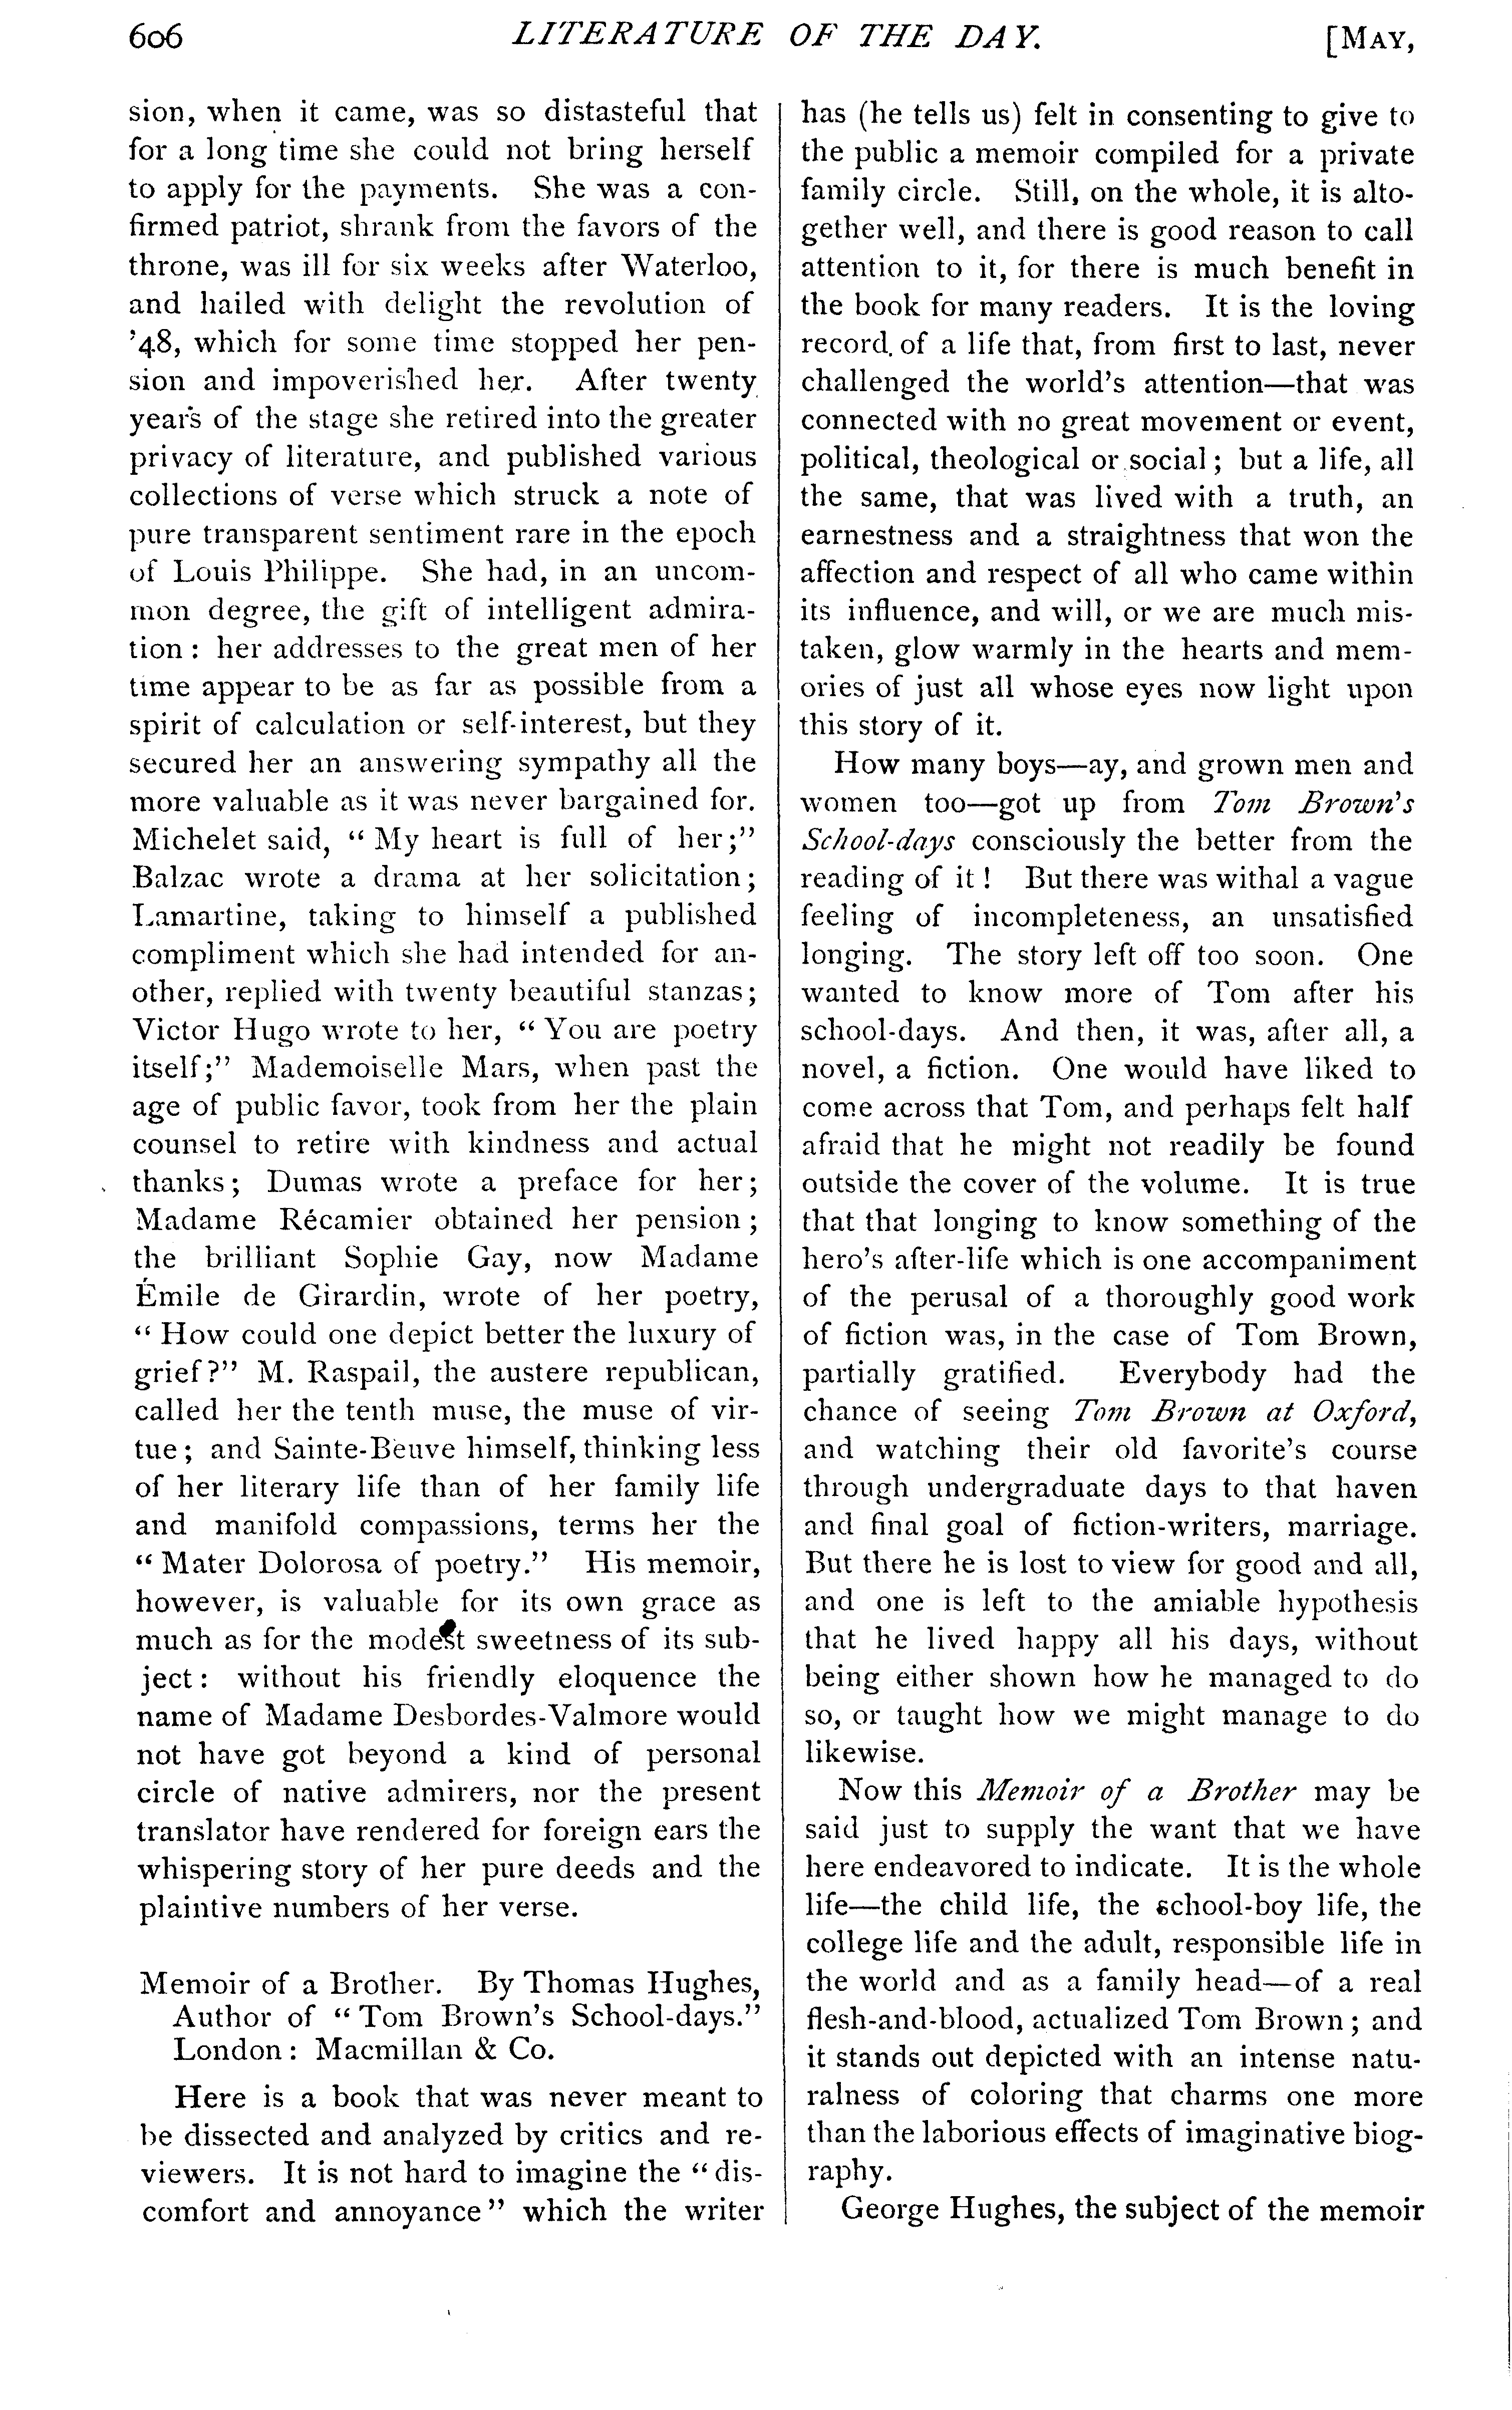 606
LITERATURE OF THE DAY.
[MAY,
sion, when it came, was so distasteful that
for a long time she could not bring herself
to apply for the payments. She was a con-
firmed patriot, shrank from the favors of the
throne, was ill for six weeks after Waterloo,
and hailed with delight the revolution of
'48, which for some time stopped her pen-
sion and impoverished her. After twenty
years of the stage she retired into the greater
privacy of literature, and published various
collections of verse which struck a note of
pure transparent sentiment rare in the epoch
of Louis Philippe. She had, in an uncom-
mon degree, the gift of intelligent admira-
tion: her addresses to the great men of her
time appear to be as far as possible from a
spirit of calculation or self-interest, but they
secured her an answering sympathy all the
more valuable as it was never bargained for.
Michelet said, "My heart is full of her;"
Balzac wrote a drama at her solicitation;
Lamartine, taking to himself a published
compliment which she had intended for an-
other, replied with twenty beautiful stanzas;
Victor Hugo wrote to her, "You are poetry
itself;" Mademoiselle Mars, when past the
age of public favor, took from her the plain
counsel to retire with kindness and actual
thanks; Dumas wrote a preface for her;
Madame Récamier obtained her pension;
the brilliant Sophie Gay, now Madame
Émile de Girardin, wrote of her poetry,
"How could one depict better the luxury of
grief?" M. Raspail, the austere republican,
called her the tenth muse, the muse of vir-
tue; and Sainte-Beuve himself, thinking less
of her literary life than of her family life
and manifold compassions, terms her the
"Mater Dolorosa of poetry." His memoir,
however, is valuable for its own grace as
much as for the modest sweetness of its sub-
ject: without his friendly eloquence the
name of Madame Desbordes-Valmore would
not have got beyond a kind of personal
circle of native admirers, nor the present
translator have rendered for foreign ears the
whispering story of her pure deeds and the
plaintive numbers of her verse.
Memoir of a Brother. By Thomas Hughes,
Author of "Tom Brown's School-days."
London: Macmillan & Co.
Here is a book that was never meant to
be dissected and analyzed by critics and re-
viewers. It is not hard to imagine the "dis-
comfort and annoyance" which the writer
has (he tells us) felt in consenting to give to
the public a memoir compiled for a private
family circle. Still, on the whole, it is alto-
gether well, and there is good reason to call
attention to it, for there is much benefit in
the book for many readers. It is the loving
record of a life that, from first to last, never
challenged the world's attention—that was
connected with no great movement or event,
political, theological or social; but a life, all
the same, that was lived with a truth, an
earnestness and a straightness that won the
affection and respect of all who came within
its influence, and will, or we are much mis-
taken, glow warmly in the hearts and mem-
ories of just all whose eyes now light upon
this story of it.
How many boys—ay, and grown men and
women too—got up from Tom Brown's
School-days consciously the better from the
reading of it! But there was withal a vague
feeling of incompleteness, an unsatisfied
longing. The story left off too soon. One
wanted to know more of Tom after his
school-days. And then, it was, after all, a
novel, a fiction. One would have liked to
come across that Tom, and perhaps felt half
afraid that he might not readily be found
outside the cover of the volume. It is true
that that longing to know something of the
hero's after-life which is one accompaniment
of the perusal of a thoroughly good work
of fiction was, in the case of Tom Brown,
partially gratified. Everybody had the
chance of seeing Tom Brown at Oxford,
and watching their old favorite's course
through undergraduate days to that haven
and final goal of fiction-writers, marriage.
But there he is lost to view for good and all,
and one is left to the amiable hypothesis
that he lived happy all his days, without
being either shown how he managed to do
so, or taught how we might manage to do
likewise.
Now this Memoir of a Brother may be
said just to supply the want that we have
here endeavored to indicate. It is the whole
life—the child life, the school-boy life, the
college life and the adult, responsible life in
the world and as a family head—of a real
flesh-and-blood, actualized Tom Brown; and
it stands out depicted with an intense natu-
ralness of coloring that charms one more
than the laborious effects of imaginative biog-
raphy.
George Hughes, the subject of the memoir